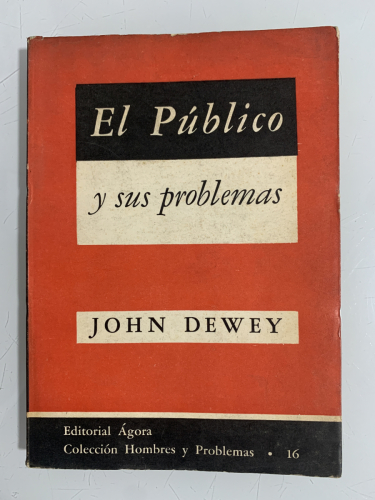 El Público
y sus problemas
JOHN DEWEY
Editorial Ágora
Colección Hombres y Problemas • 16